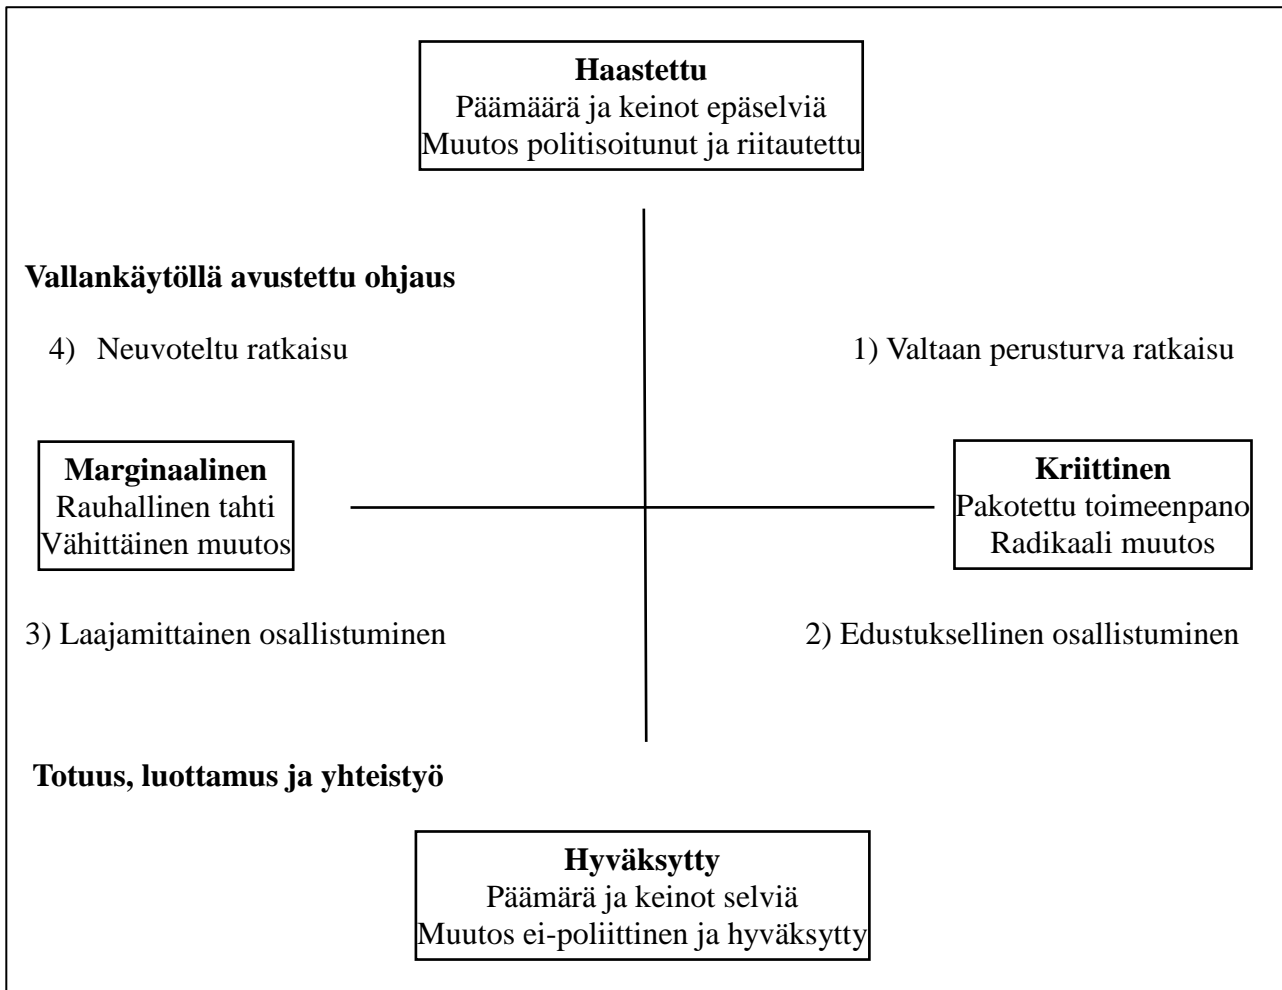 Haastettu
Päämäärä ja keinot epäselviä
Muutos politisoitunut ja riitautettu
Vallankäytöllä avustettu ohjaus
4) Neuvoteltu ratkaisu
1) Valtaan perusturva ratkaisu
Marginaalinen
Rauhallinen tahti
Vähittäinen muutos
Kriittinen
Pakotettu toimeenpano
Radikaali muutos
3) Laajamittainen osallistuminen
2) Edustuksellinen osallistuminen
Totuus, luottamus ja yhteistyö
Hyväksytty
Päämärä ja keinot selviä
Muutos ei-poliittinen ja hyväksytty